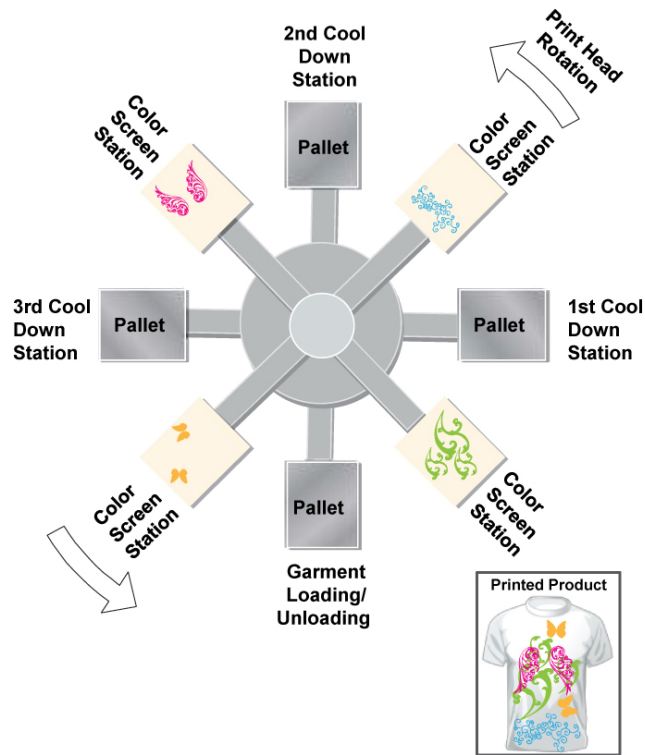 2nd Cool
Down
Station
Print Head
Rotation
Color
Screen
Station
Pallet
Color
Screen
Station
3rd Cool
Down
Station
Pallet
Pallet
1st Cool
Down
Station
Color
Screen
Station
Pallet
Color
Screen
Station
Garment
Loading/
Unloading
Printed Product